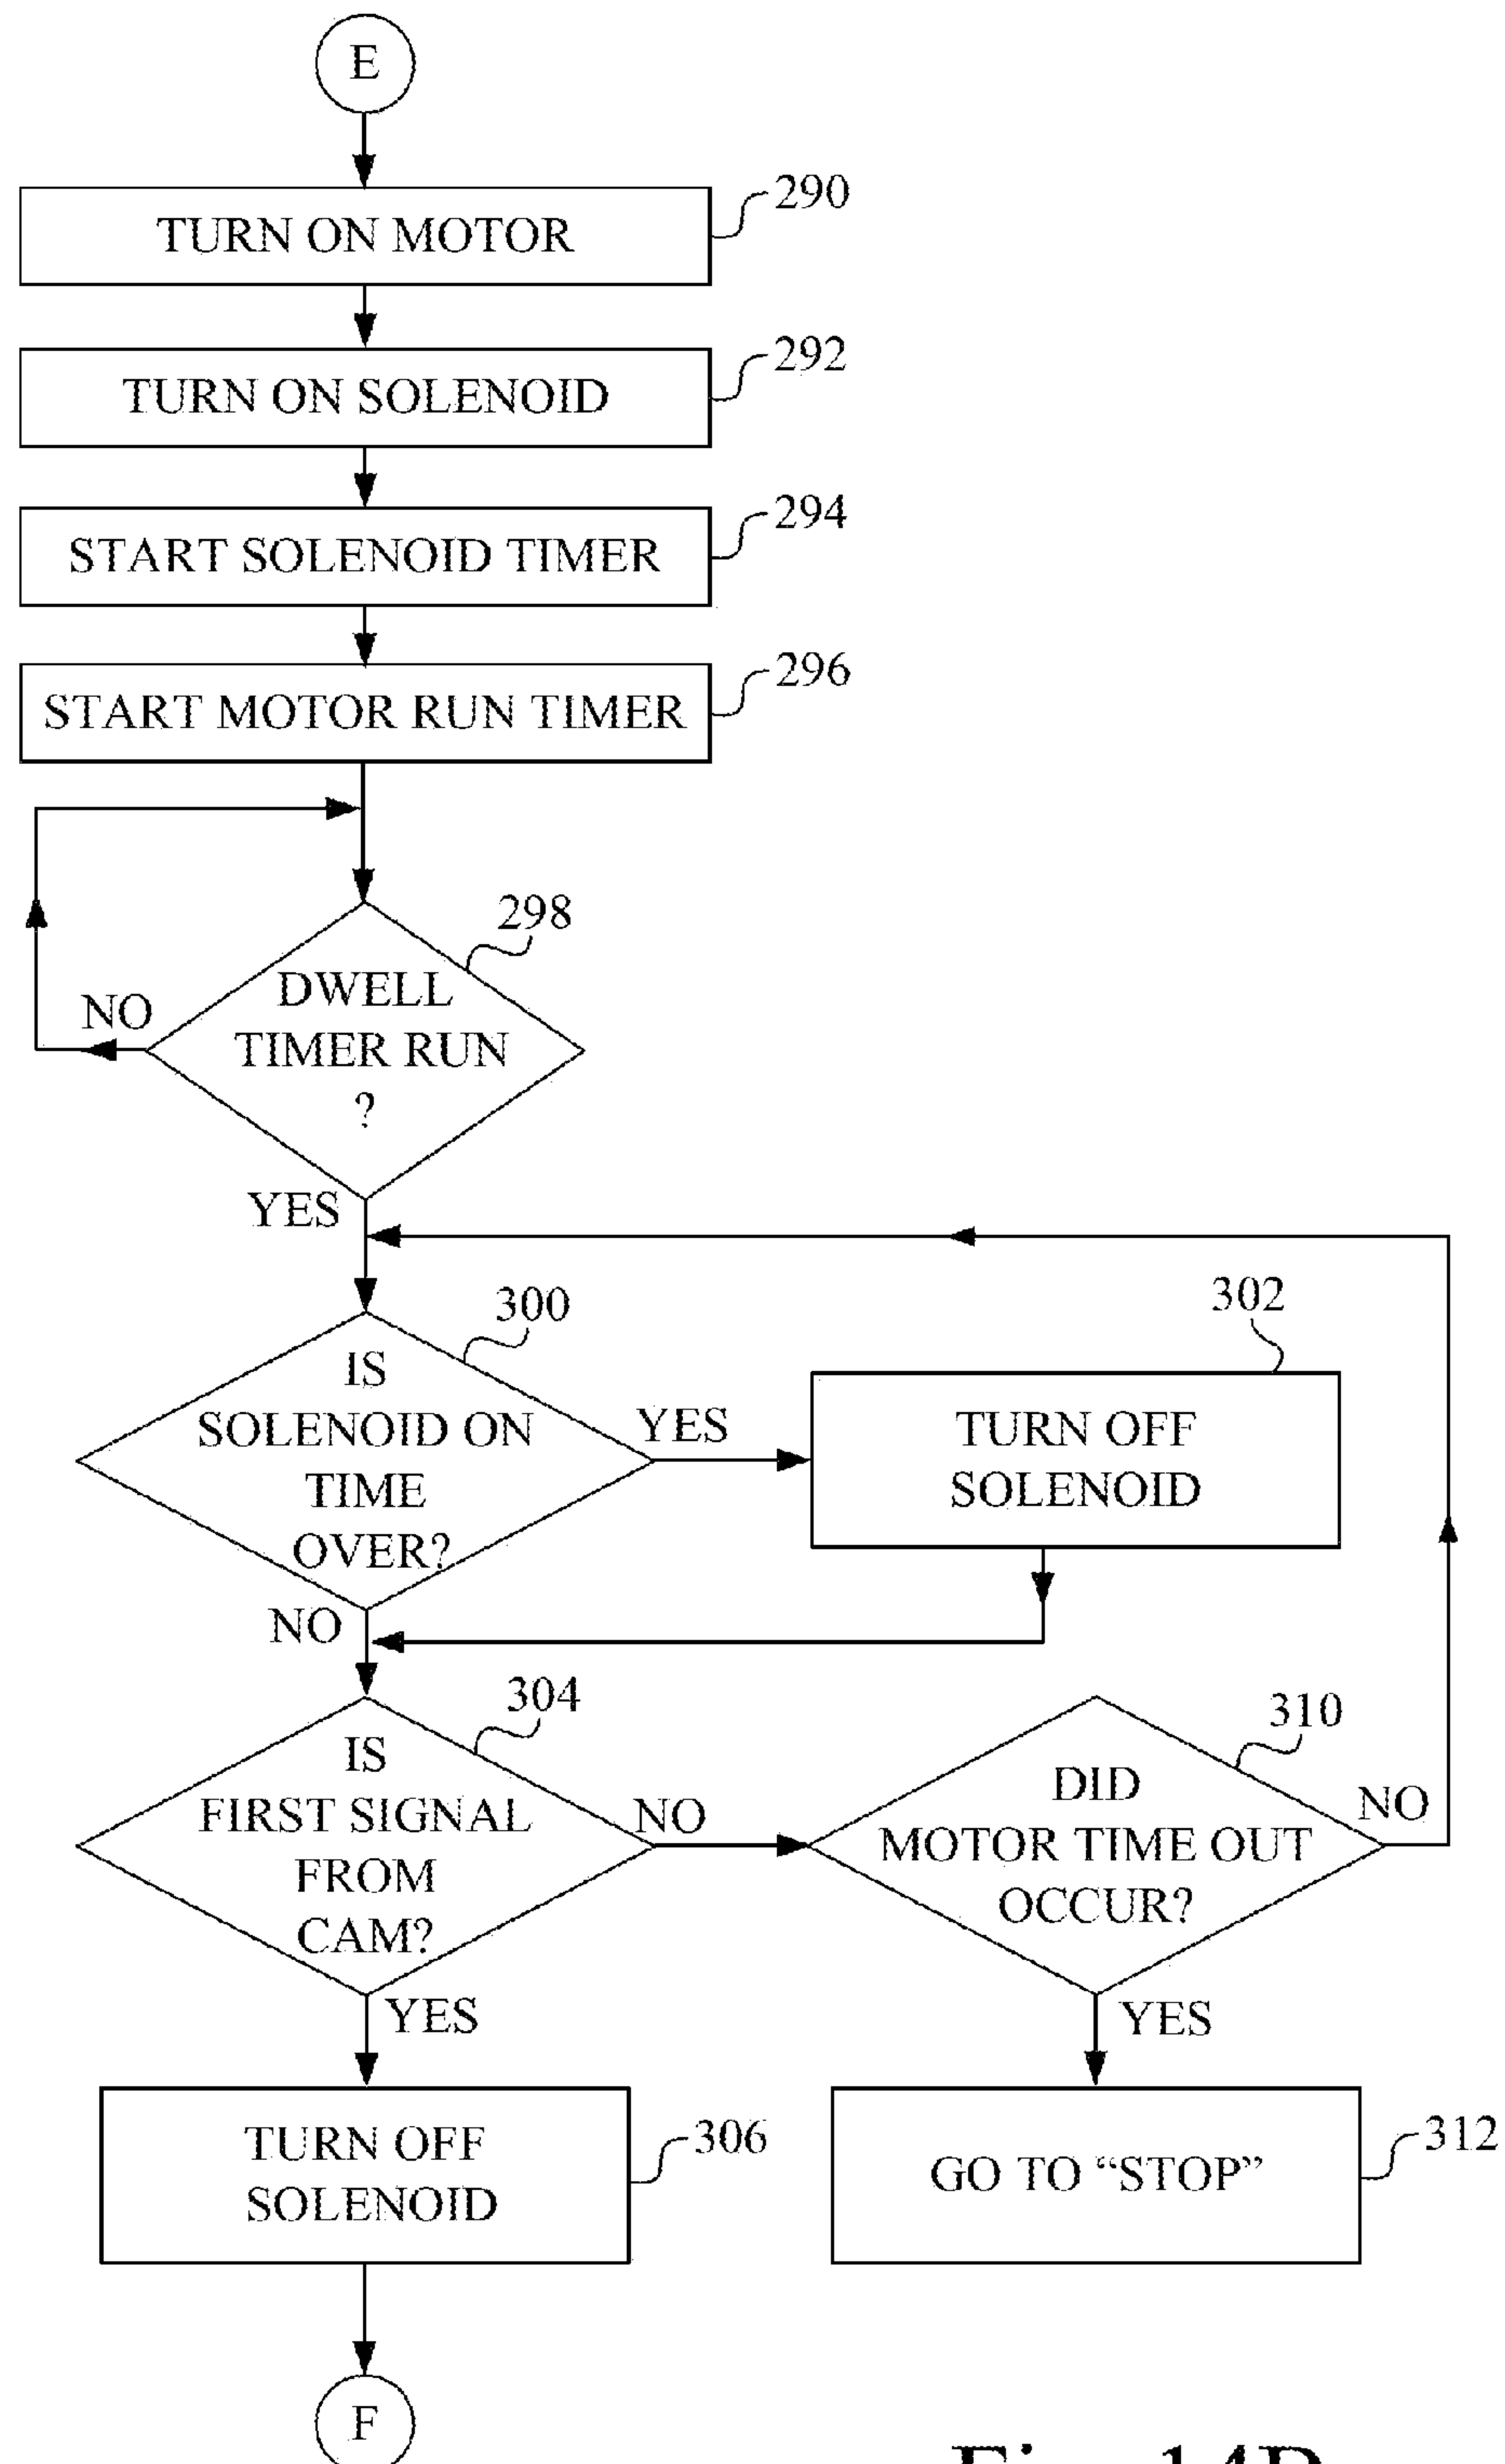 E
TURN ON MOTOR
290
TURN ON SOLENOID
292
START SOLENOID TIMER
294
START MOTOR RUN TIMER
296
298
DWELL
TIMER RUN
?
NO
YES
300
IS
SOLENOID ON
TIME
OVER?
YES
302
TURN OFF
SOLENOID
NO
304
IS
FIRST SIGNAL
FROM
CAM?
NO
310
DID
MOTOR TIME OUT
OCCUR?
NO
YES
YES
TURN OFF
SOLENOID
306
GO TO “STOP”
312
F